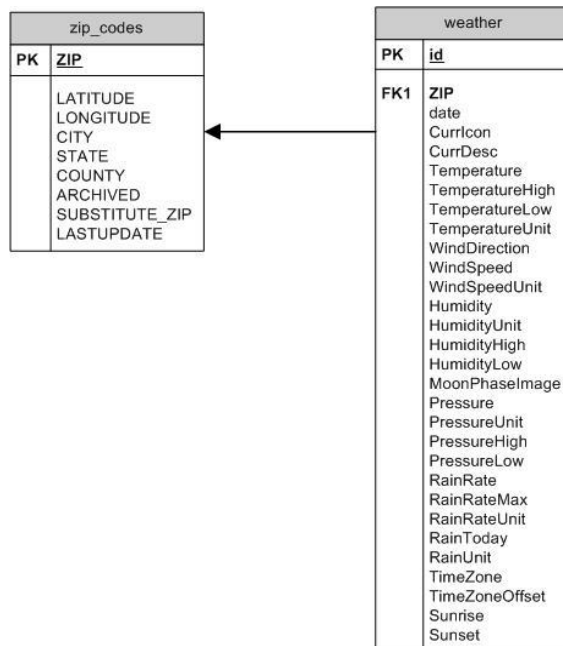 zip_codes
PK ZIP
LATITUDE
LONGITUDE
CITY
STATE
COUNTY
ARCHIVED
SUBSTITUTE_ZIP
LASTUPDATE
weather
PK id
FK1 ZIP
date
CurrIcon
CurrDesc
Temperature
TemperatureHigh
TemperatureLow
TemperatureUnit
WindDirection
WindSpeed
WindSpeedUnit
Humidity
HumidityUnit
HumidityHigh
HumidityLow
MoonPhaseImage
Pressure
PressureUnit
PressureHigh
PressureLow
RainRate
RainRateMax
RainRateUnit
RainToday
RainUnit
TimeZone
TimeZoneOffset
Sunrise
Sunset